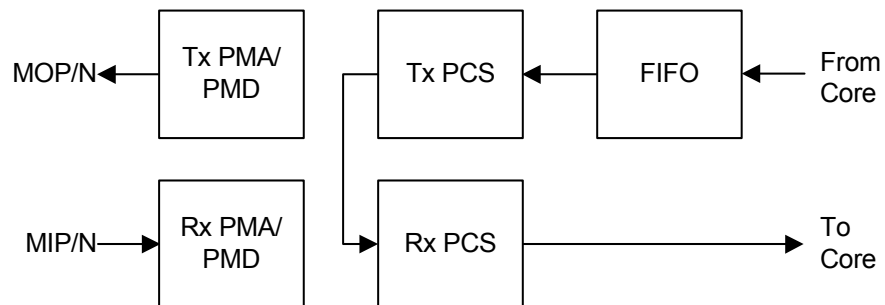 MOP/N
Tx PMA/
PMD
Tx PCS
FIFO
From
Core
MIP/N
Rx PMA/
PMD
Rx PCS
To
Core